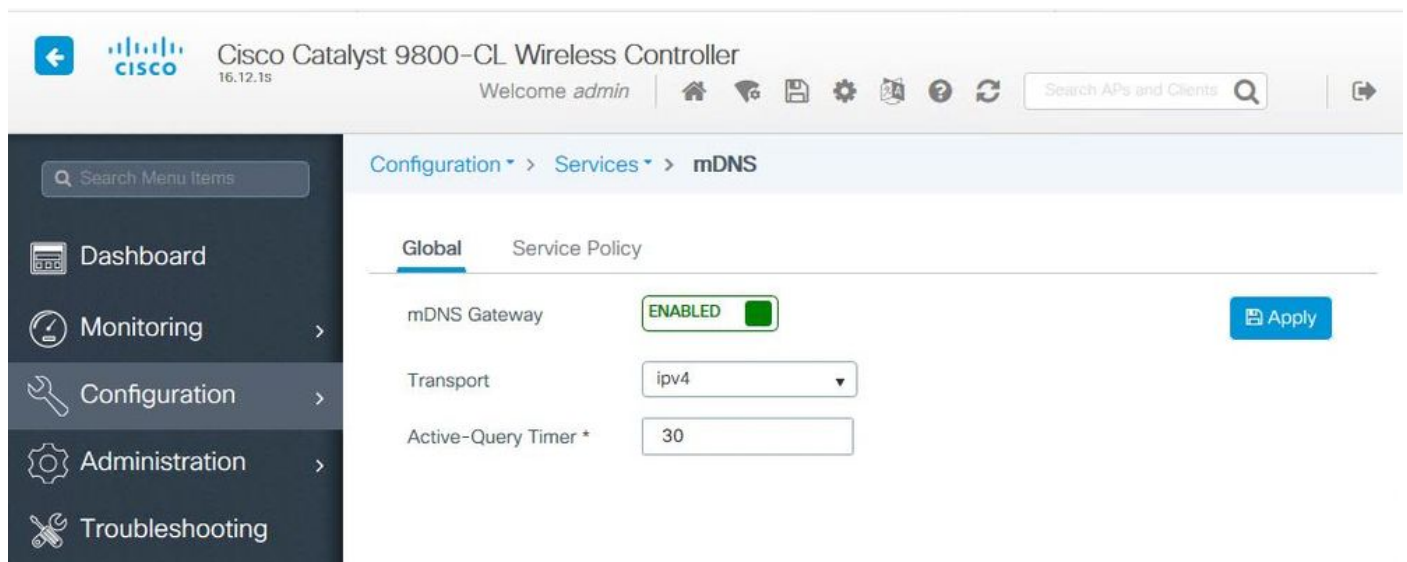 CISCO
Cisco Catalyst 9800-CL Wireless Controller
16.12.1s
Welcome admin
Search APs and Clients
Search Menu Items
Dashboard
Monitoring
Configuration
Administration
Troubleshooting
Configuration > Services > mDNS
Global Service Policy
mDNS Gateway ENABLED
Apply
Transport ipv4
Active-Query Timer * 30